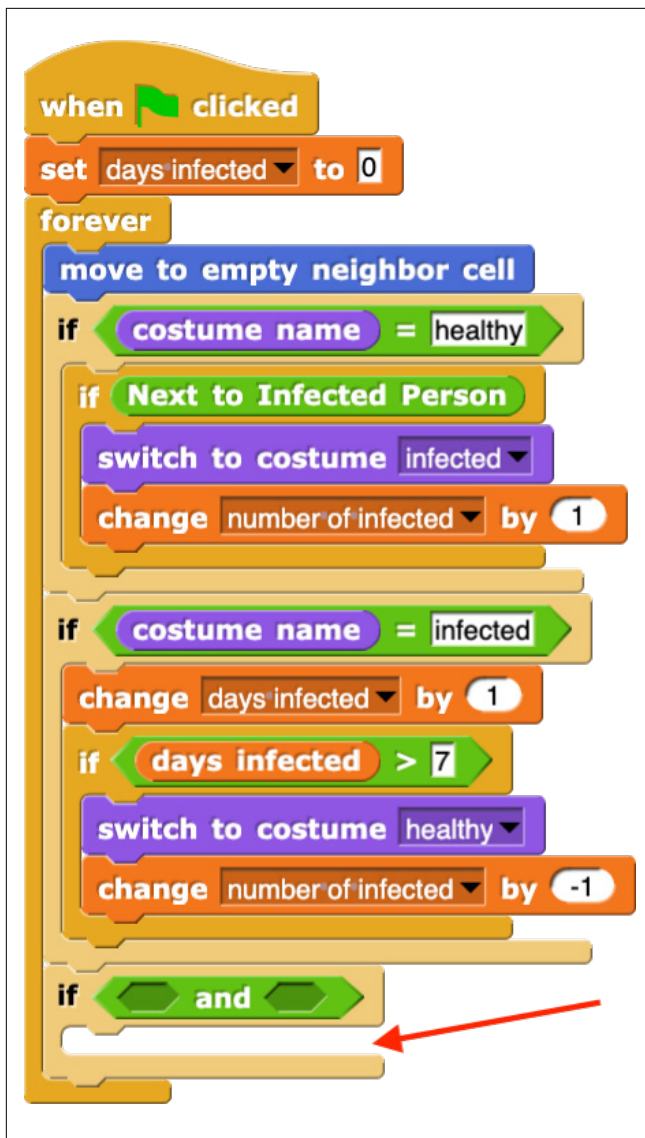 when clicked
set days infected to 0
forever
move to empty neighbor cell
if costume name = healthy
if Next to Infected Person
switch to costume infected
change number of infected by 1
if costume name = infected
change days infected by 1
if days infected > 7
switch to costume healthy
change number of infected by -1
if and